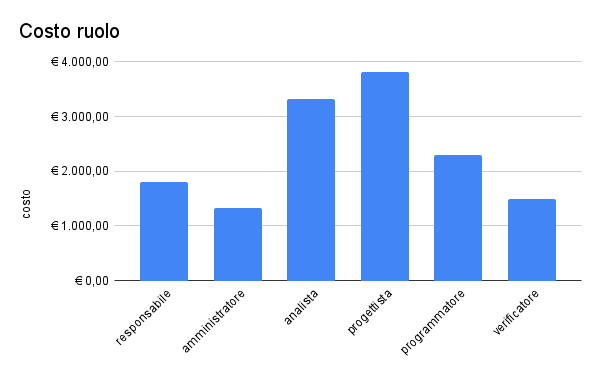 Costo ruolo
€ 4.000,00
€ 3.000,00
€ 2.000,00
€ 1.000,00
€ 0,00
costo
responsabile
amministratore
analista
progettista
programmatore
verificatore